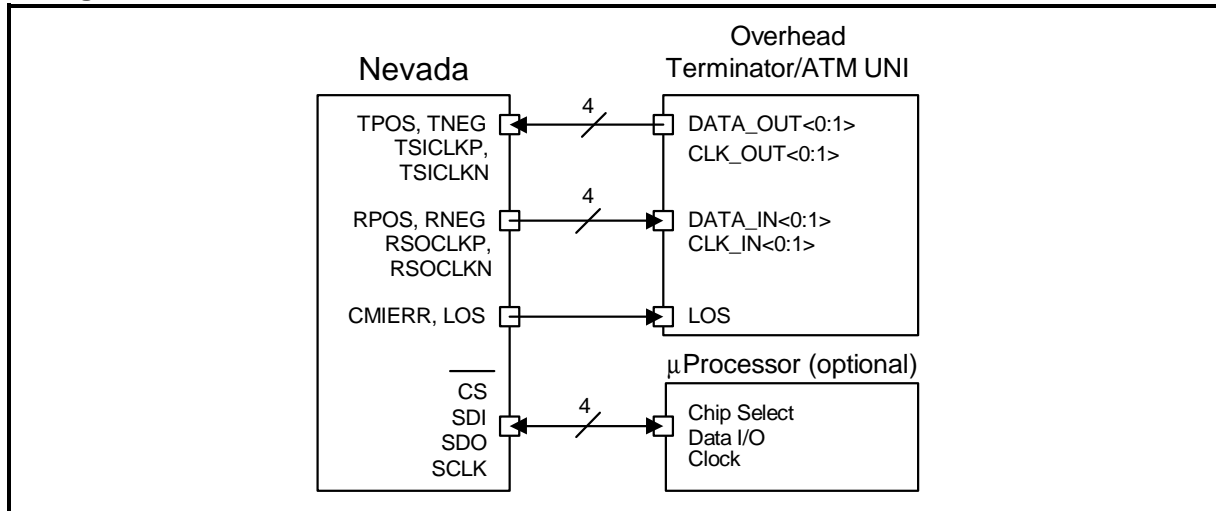 Nevada
Overhead
Terminator/ATM UNI
TPOS, TNEG
TSICLKP,
TSICLKN
4
DATA_OUT<0:1>
CLK_OUT<0:1>
RPOS, RNEG
RSOCLKP,
RSOCLKN
4
DATA_IN<0:1>
CLK_IN<0:1>
CMIERR, LOS
LOS
μProcessor (optional)
CS
SDI
SDO
SCLK
4
Chip Select
Data I/O
Clock